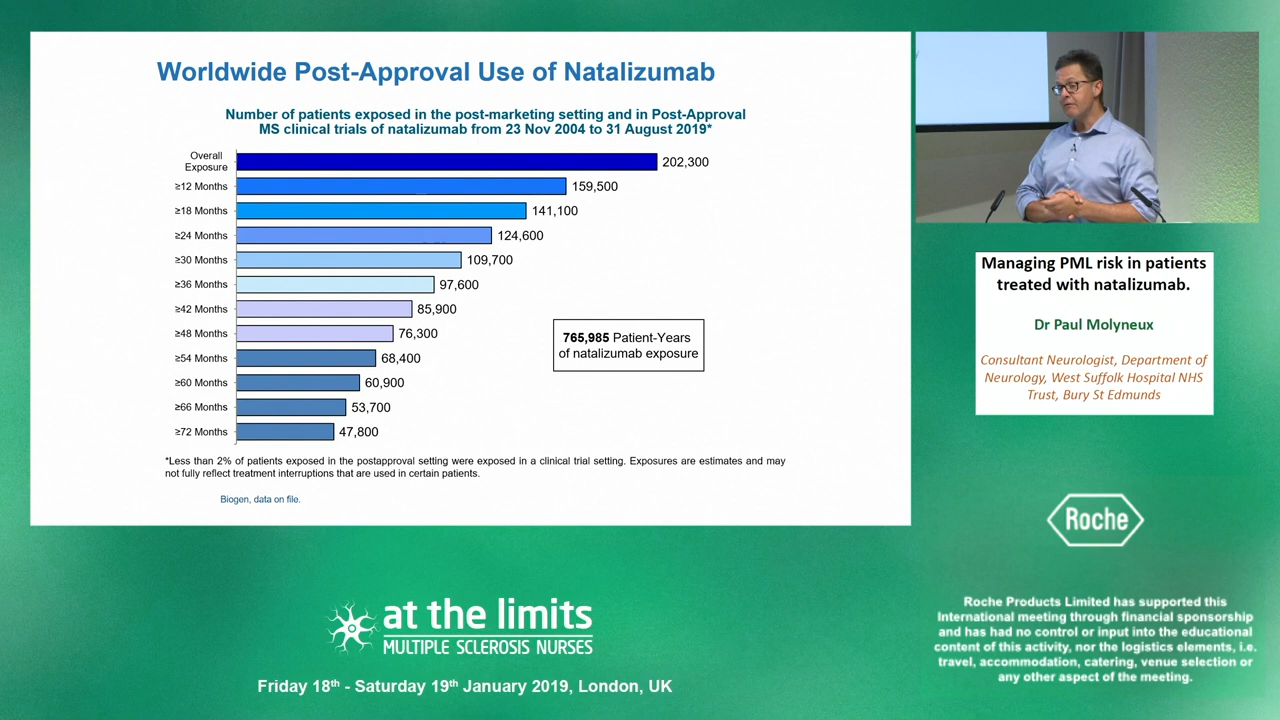 Worldwide Post-Approval Use of Natalizumab
Number of patients exposed in the post-marketing setting and in Post-Approval
MS clinical trials of natalizumab from 23 Nov 2004 to 31 August 2019*
Overall
Exposure
202,300
≥12 Months
159,500
≥18 Months
141,100
≥24 Months
124,600
≥30 Months
109,700
≥36 Months
97,600
≥42 Months
85,900
≥48 Months
76,300
≥54 Months
68,400
≥60 Months
60,900
≥66 Months
53,700
≥72 Months
47,800
765,985 Patient-Years
of natalizumab exposure
*Less than 2% of patients exposed in the postapproval setting were exposed in a clinical trial setting. Exposures are estimates and may
not fully reflect treatment interruptions that are used in certain patients.
Biogen, data on file.
Managing PML risk in patients
treated with natalizumab.
Dr Paul Molyneux
Consultant Neurologist, Department of
Neurology, West Suffolk Hospital NHS
Trust, Bury St Edmunds
Roche
Roche Products Limited has supported this
International meeting through financial sponsorship
and has had no control or input into the educational
content of this activity, nor the logistics elements, i.e.
travel, accommodation, catering, venue selection or
any other aspect of the meeting.
at the limits
MULTIPLE SCLEROSIS NURSES
Friday 18th - Saturday 19th January 2019, London, UK